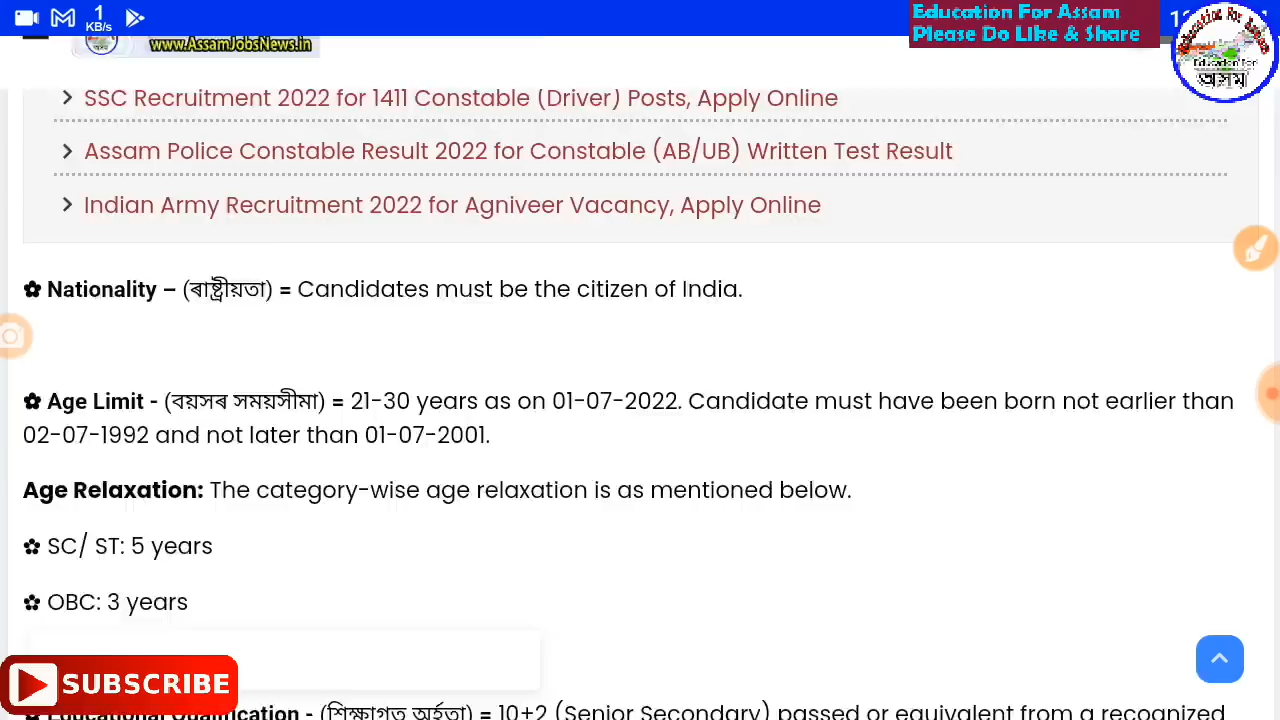 1
KB/s
Education For Assam
Please Do Like & Share
www.AssamJobsNews.in
Education For
অসম
SSC Recruitment 2022 for 1411 Constable (Driver) Posts, Apply Online
Assam Police Constable Result 2022 for Constable (AB/UB) Written Test Result
Indian Army Recruitment 2022 for Agniveer Vacancy, Apply Online
✿ Nationality – (ৰাষ্ট্ৰীয়তা) = Candidates must be the citizen of India.
✿ Age Limit - (বয়সৰ সময়সীমা) = 21-30 years as on 01-07-2022. Candidate must have been born not earlier than
02-07-1992 and not later than 01-07-2001.
Age Relaxation: The category-wise age relaxation is as mentioned below.
✿ SC/ ST: 5 years
✿ OBC: 3 years
SUBSCRIBE
✿ Educational Qualification - (শিক্ষাগত অৰ্হতা) = 10+2 (Senior Secondary) passed or equivalent from a recognized